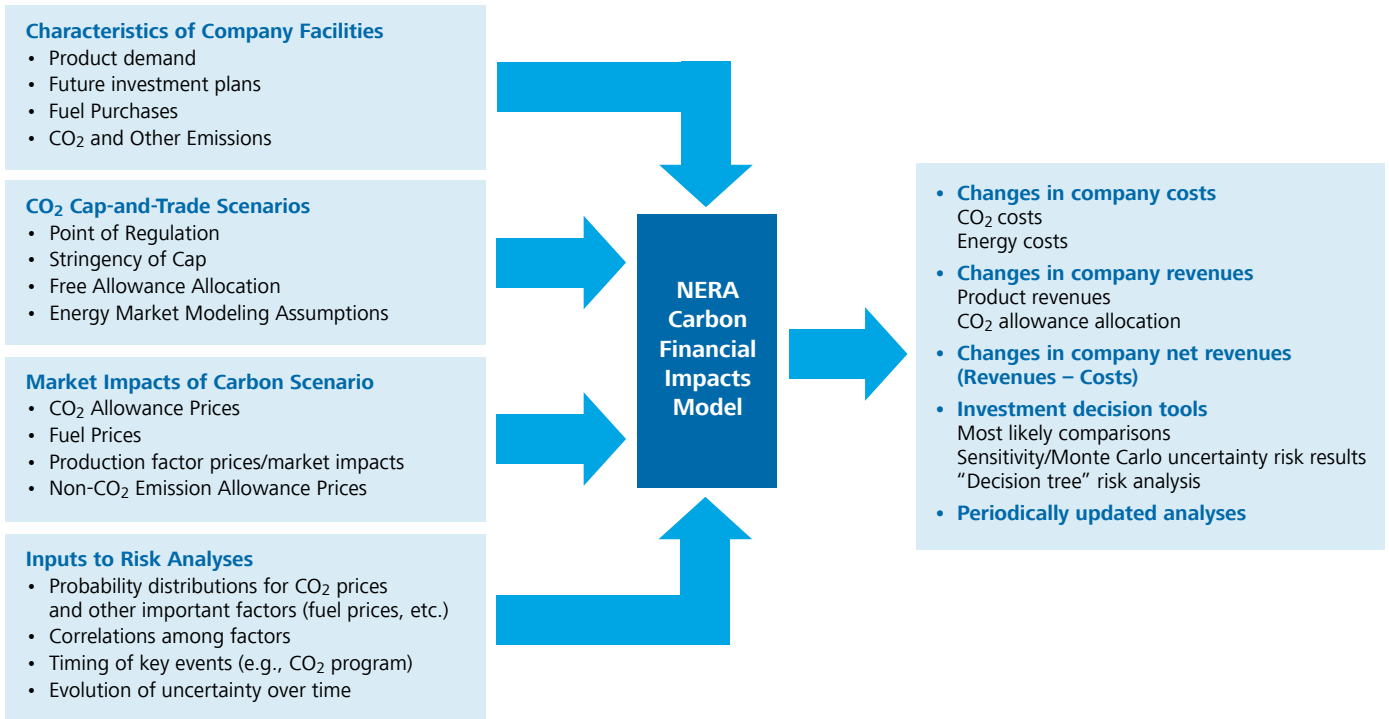 Characteristics of Company Facilities
• Product demand
• Future investment plans
• Fuel Purchases
• CO2 and Other Emissions
CO2 Cap-and-Trade Scenarios
• Point of Regulation
• Stringency of Cap
• Free Allowance Allocation
• Energy Market Modeling Assumptions
Market Impacts of Carbon Scenario
• CO2 Allowance Prices
• Fuel Prices
• Production factor prices/market impacts
• Non-CO2 Emission Allowance Prices
Inputs to Risk Analyses
• Probability distributions for CO2 prices
and other important factors (fuel prices, etc.)
• Correlations among factors
• Timing of key events (e.g., CO2 program)
• Evolution of uncertainty over time
NERA
Carbon
Financial
Impacts
Model
• Changes in company costs
CO2 costs
Energy costs
• Changes in company revenues
Product revenues
CO2 allowance allocation
• Changes in company net revenues
(Revenues – Costs)
• Investment decision tools
Most likely comparisons
Sensitivity/Monte Carlo uncertainty risk results
“Decision tree” risk analysis
• Periodically updated analyses